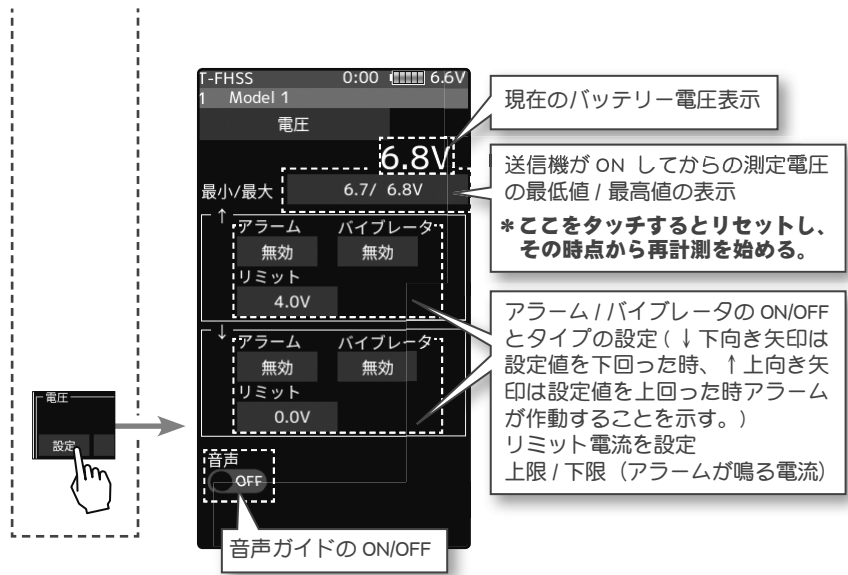 T-FHSS 0:00 6.6V
1 Model 1
電圧
6.8V
最小/最大 6.7/ 6.8V
↑
アラーム バイブレータ
無効 無効
リミット
4.0V
↓
アラーム バイブレータ
無効 無効
リミット
0.0V
音声
OFF
電圧
設定
現在のバッテリー電圧表示
送信機が ON してからの測定電圧
の最低値 / 最高値の表示
＊ここをタッチするとリセットし、
その時点から再計測を始める。
アラーム / バイブレータの ON/OFF
とタイプの設定 ( ↓下向き矢印は
設定値を下回った時、↑上向き矢
印は設定値を上回った時アラーム
が作動することを示す。)
リミット電流を設定
上限 / 下限（アラームが鳴る電流）
音声ガイドの ON/OFF